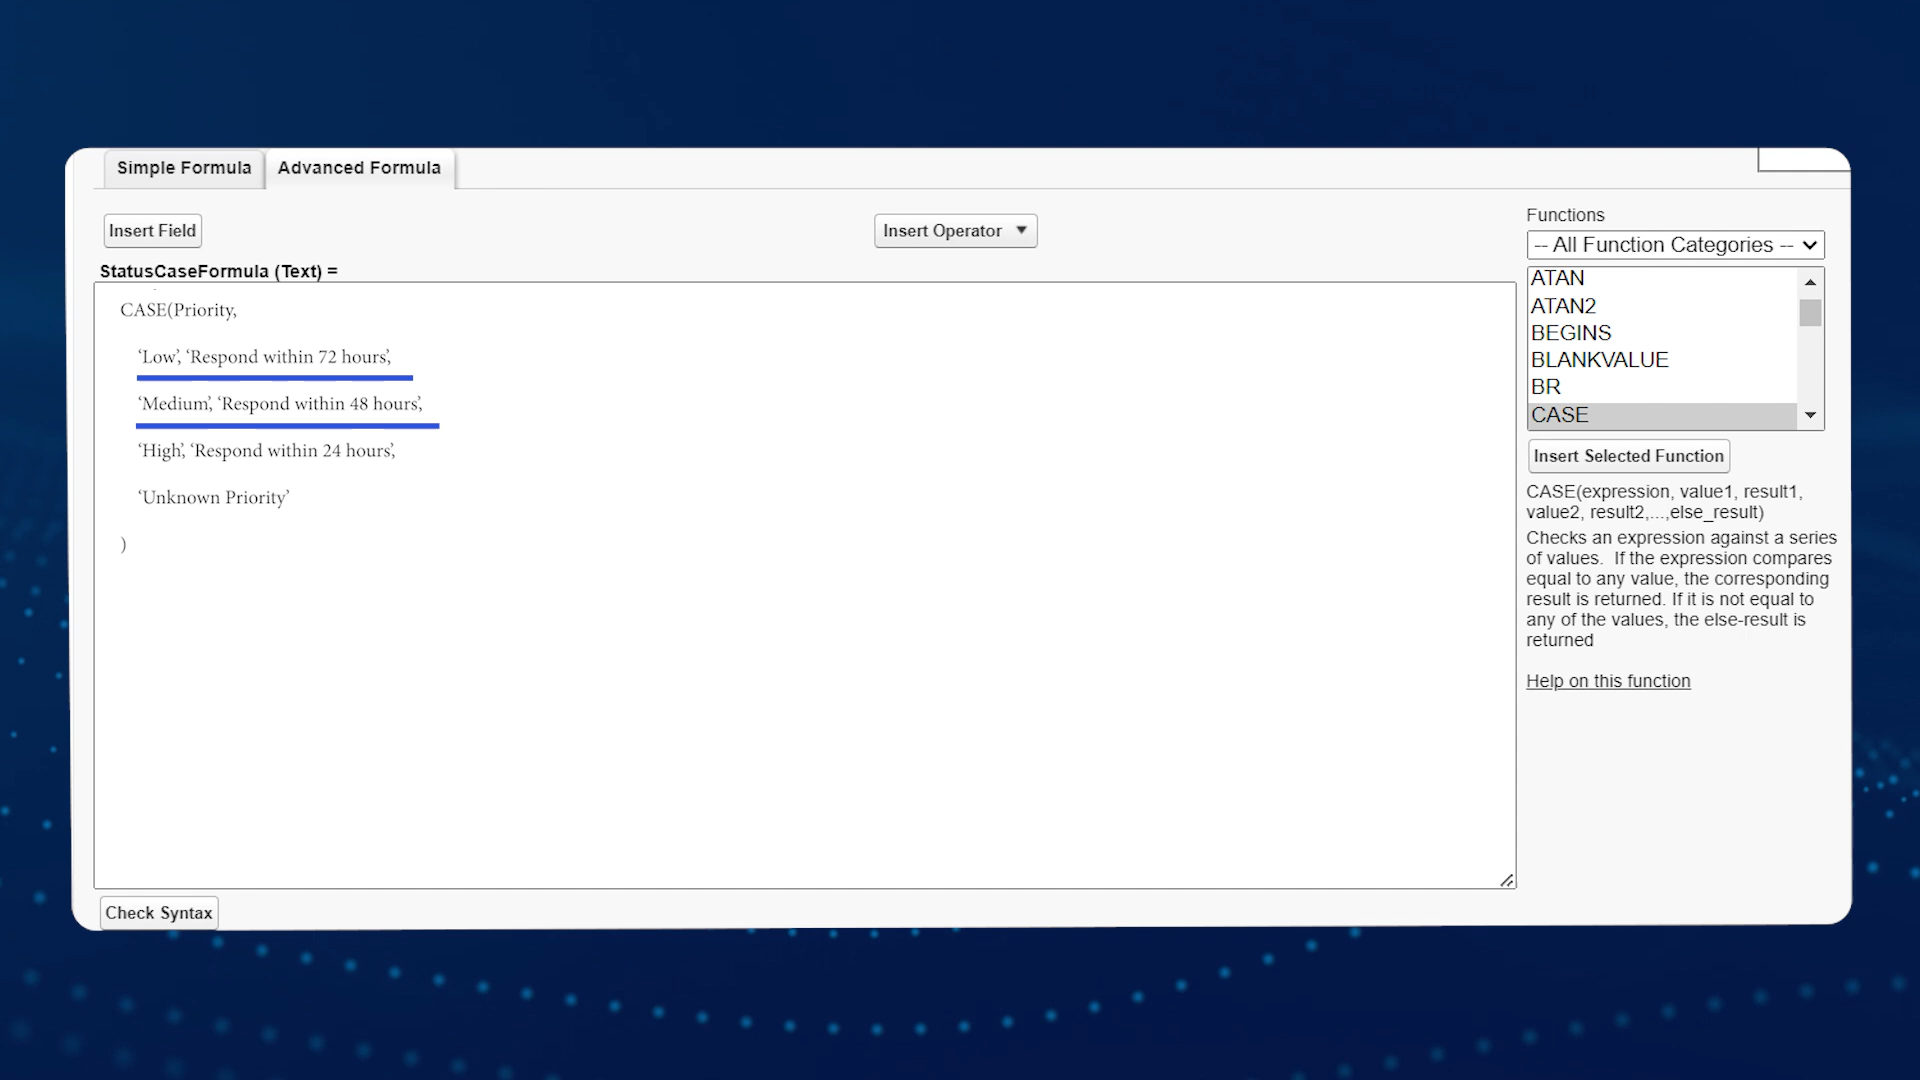 Simple Formula
Advanced Formula
Insert Field
Insert Operator
Functions
-- All Function Categories --
StatusCaseFormula (Text) =
CASE(Priority,
‘Low’, ‘Respond within 72 hours’,
‘Medium’, ‘Respond within 48 hours’,
‘High’, ‘Respond within 24 hours’,
‘Unknown Priority’
)
ATAN
ATAN2
BEGINS
BLANKVALUE
BR
CASE
Insert Selected Function
CASE(expression, value1, result1,
value2, result2,...,else_result)
Checks an expression against a series
of values.  If the expression compares
equal to any value, the corresponding
result is returned. If it is not equal to
any of the values, the else-result is
returned
Help on this function
Check Syntax